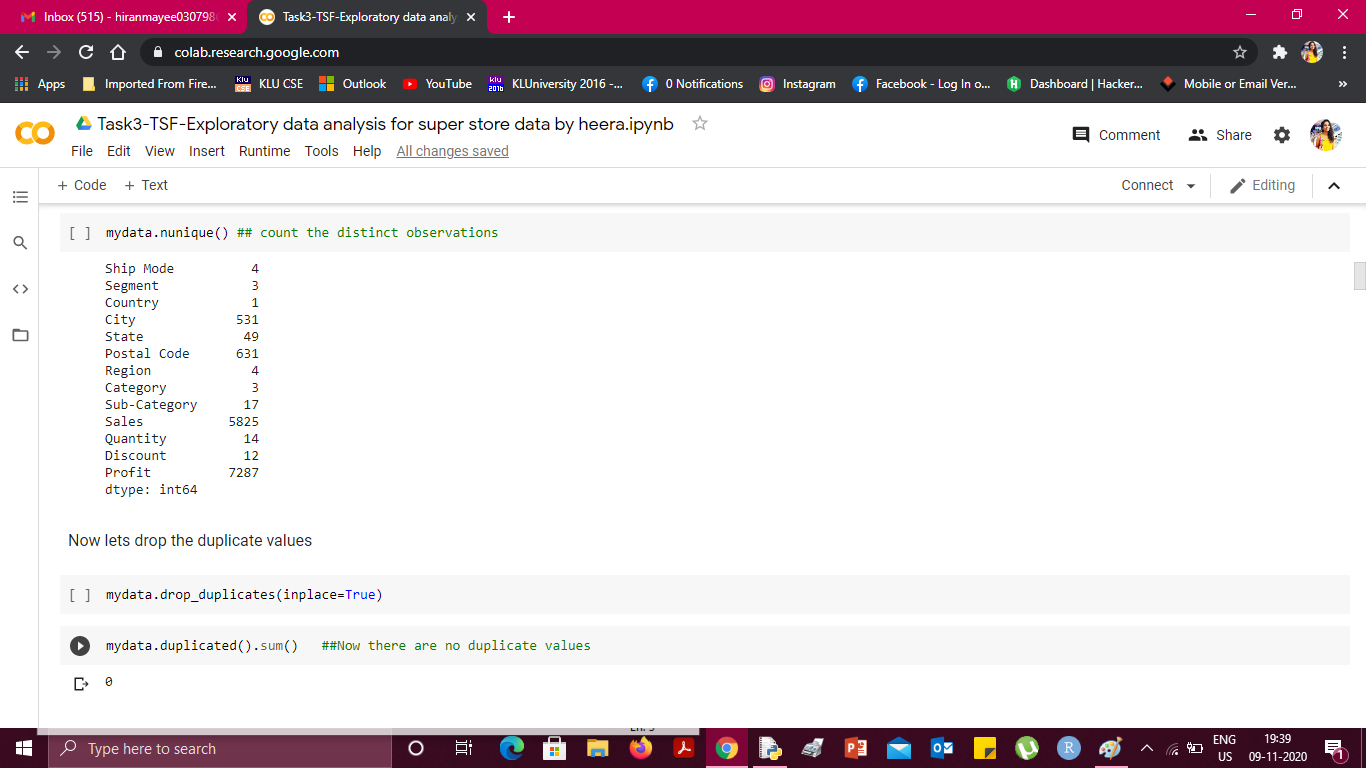 Inbox (515) - hiranmayee030798
Task3-TSF-Exploratory data analy
colab.research.google.com
Apps Imported From Fire... KLU CSE Outlook YouTube KLUniversity 2016 -... 0 Notifications Instagram Facebook - Log In o... Dashboard | Hacker... Mobile or Email Ver... »
Task3-TSF-Exploratory data analysis for super store data by heera.ipynb
Comment Share
File Edit View Insert Runtime Tools Help All changes saved
+ Code + Text Connect Editing
[ ] mydata.nunique() ## count the distinct observations
Ship Mode 4
Segment 3
Country 1
City 531
State 49
Postal Code 631
Region 4
Category 3
Sub-Category 17
Sales 5825
Quantity 14
Discount 12
Profit 7287
dtype: int64
Now lets drop the duplicate values
[ ] mydata.drop_duplicates(inplace=True)
mydata.duplicated().sum() ##Now there are no duplicate values
0
Type here to search
ENG
US
19:39
09-11-2020
1